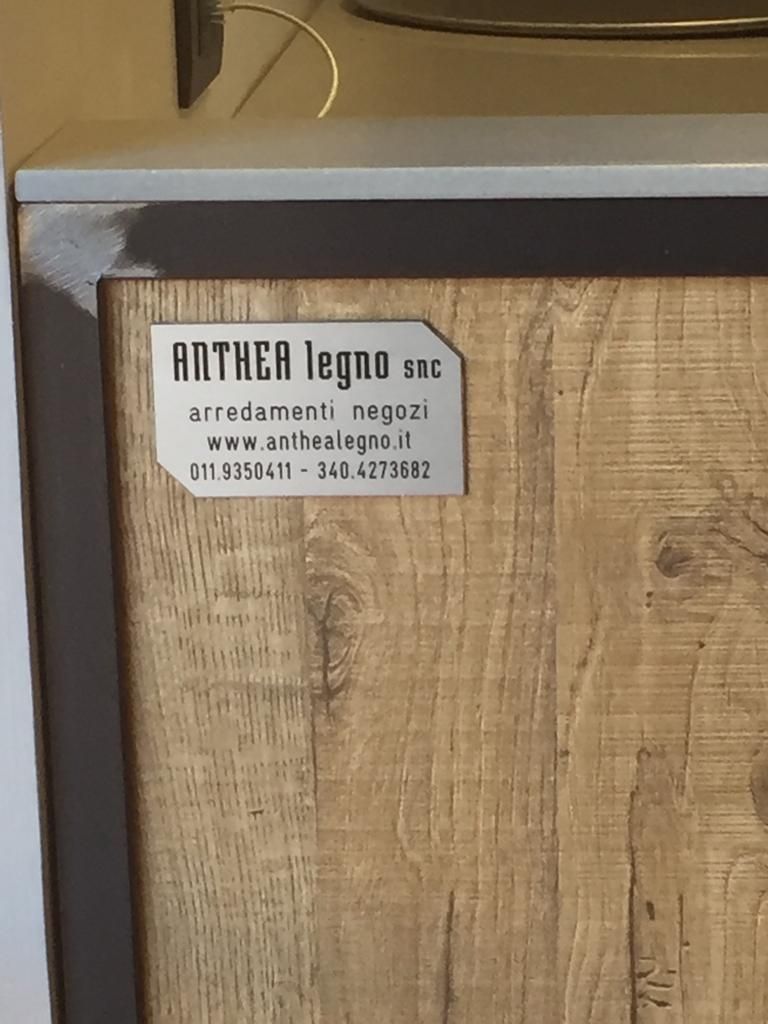 ANTHEA legno snc
arredamenti negozi
www.anthealegno.it
011.9350411 - 340.4273682